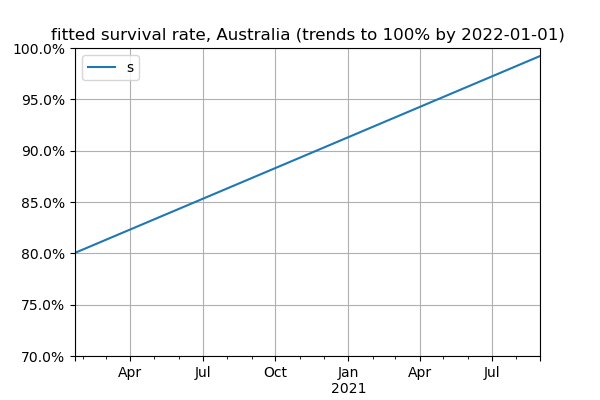 fitted survival rate, Australia (trends to 100% by 2022-01-01)
100.0%
s
95.0%
90.0%
85.0%
80.0%
75.0%
70.0%
Apr Jul Oct Jan Apr Jul
2021